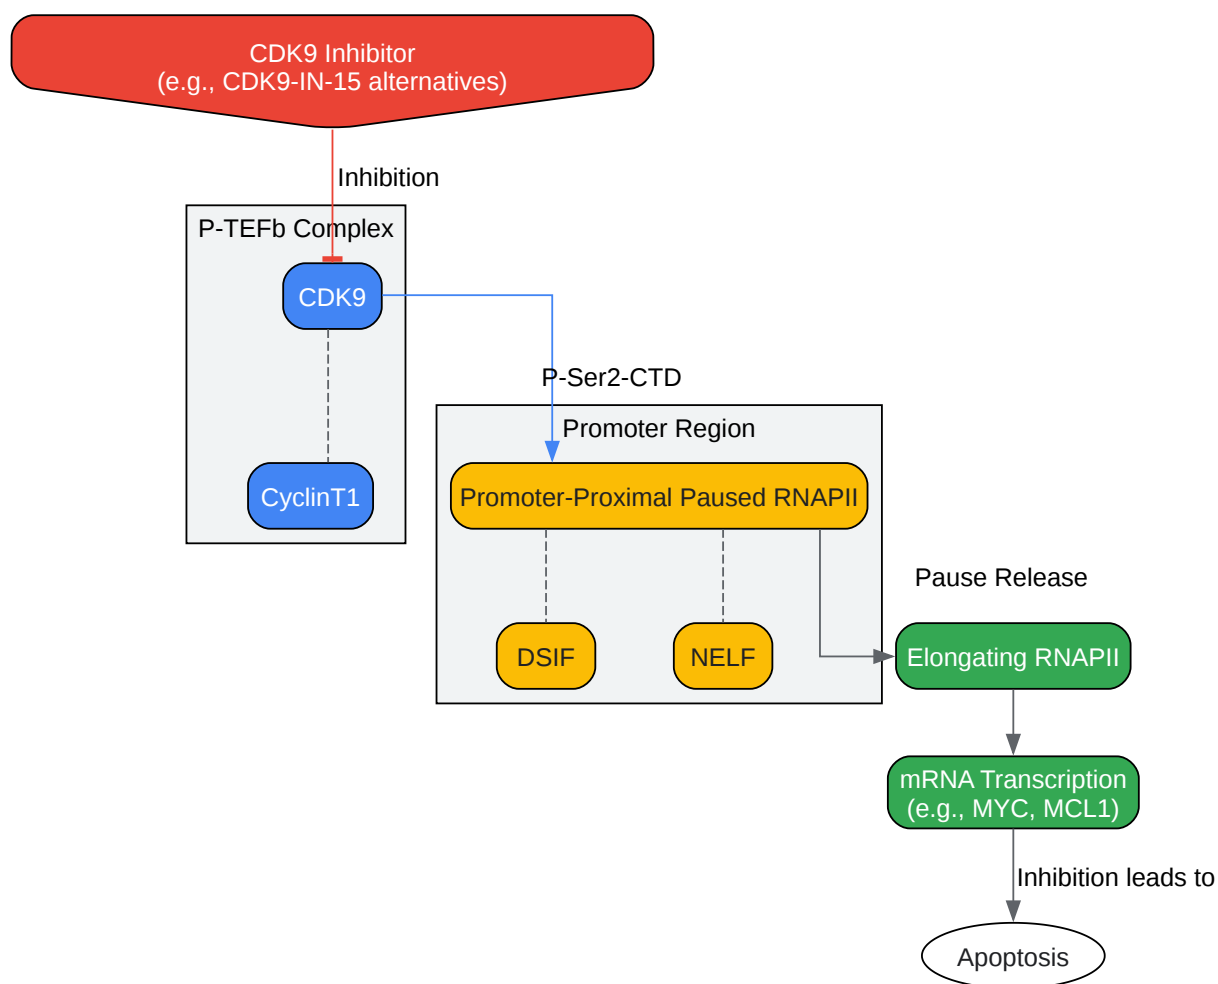 CDK9 Inhibitor
(e.g., CDK9-IN-15 alternatives)
Inhibition
P-TEFb Complex
CDK9
P-Ser2-CTD
Promoter Region
CyclinT1
Promoter-Proximal Paused RNAPII
Pause Release
DSIF
NELF
Elongating RNAPII
mRNA Transcription
(e.g., MYC, MCL1)
Inhibition leads to
Apoptosis